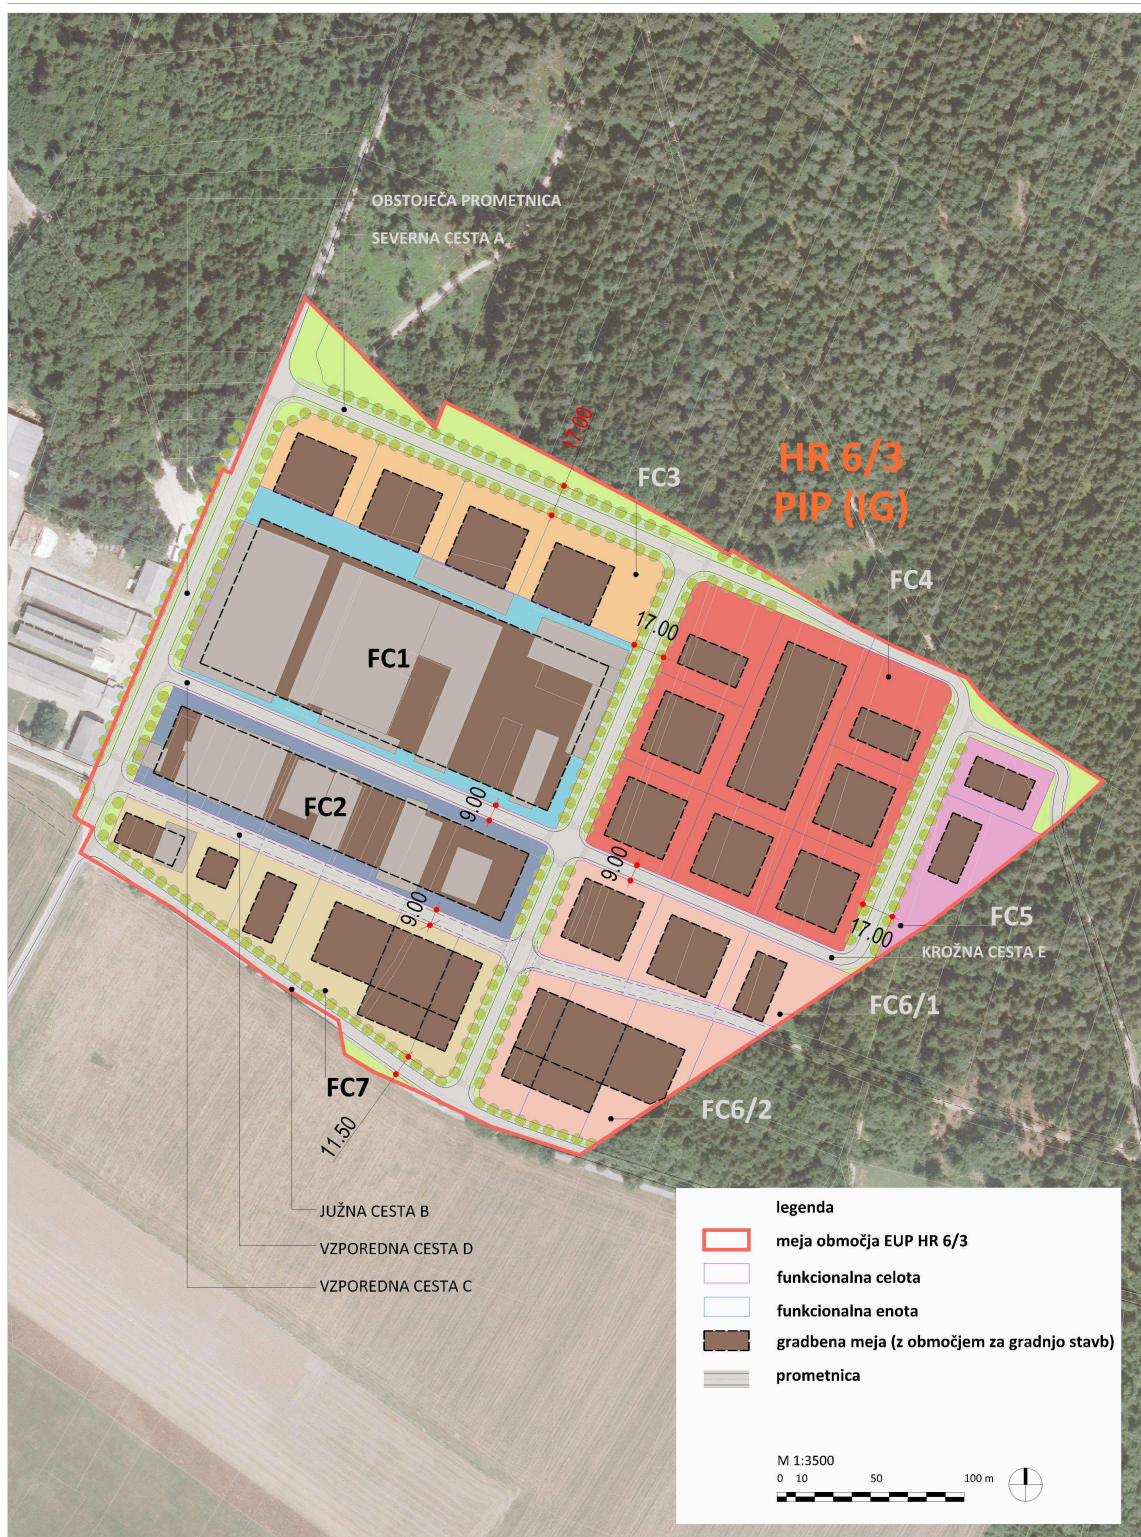 OBSTOJEČA PROMETNICA
SEVERNA CESTA A
17.00
HR 6/3
PIP (IG)
FC3
FC4
17.00
FC1
FC2
9.00
9.00
9.00
17.00
FC5
KROŽNA CESTA E
FC6/1
FC7
FC6/2
11.50
JUŽNA CESTA B
VZPOREDNA CESTA D
VZPOREDNA CESTA C
legenda
meja območja EUP HR 6/3
funkcionalna celota
funkcionalna enota
gradbena meja (z območjem za gradnjo stavb)
prometnica
M 1:3500
0 10 50 100 m